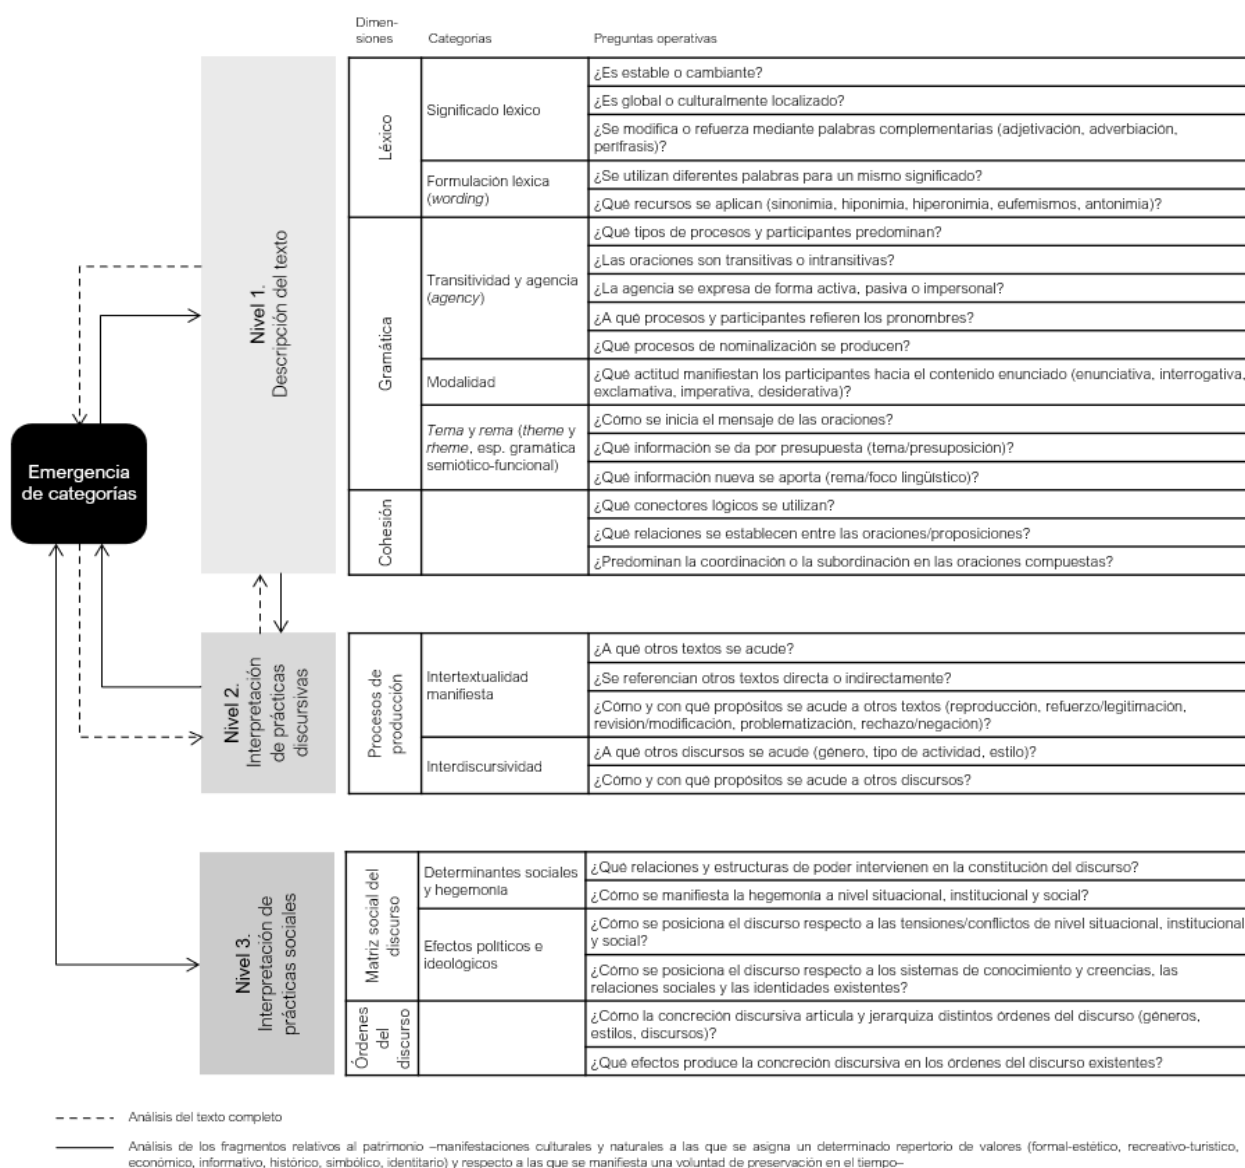 Dimen-
siones
Categorías
Preguntas operativas
Emergencia
de categorías
Nivel 1.
Descripción del texto
Léxico
Significado léxico
¿Es estable o cambiante?
¿Es global o culturalmente localizado?
¿Se modifica o refuerza mediante palabras complementarias (adjetivación, adverbiación,
perífrasis)?
Formulación léxica
(wording)
¿Se utilizan diferentes palabras para un mismo significado?
¿Qué recursos se aplican (sinonimia, hiponimia, hiperonimia, eufemismos, antonimia)?
Gramática
Transitividad y agencia
(agency)
¿Qué tipos de procesos y participantes predominan?
¿Las oraciones son transitivas o intransitivas?
¿La agencia se expresa de forma activa, pasiva o impersonal?
¿A qué procesos y participantes refieren los pronombres?
¿Qué procesos de nominalización se producen?
Modalidad
¿Qué actitud manifiestan los participantes hacia el contenido enunciado (enunciativa, interrogativa,
exclamativa, imperativa, desiderativa)?
Tema y rema (theme y
rheme, esp. gramática
semiótico-funcional)
¿Cómo se inicia el mensaje de las oraciones?
¿Qué información se da por presupuesta (tema/presuposición)?
¿Qué información nueva se aporta (rema/foco lingüístico)?
Cohesión
¿Qué conectores lógicos se utilizan?
¿Qué relaciones se establecen entre las oraciones/proposiciones?
¿Predominan la coordinación o la subordinación en las oraciones compuestas?
Nivel 2.
Interpretación
de prácticas
discursivas
Procesos de
producción
Intertextualidad
manifiesta
¿A qué otros textos se acude?
¿Se referencian otros textos directa o indirectamente?
¿Cómo y con qué propósitos se acude a otros textos (reproducción, refuerzo/legitimación,
revisión/modificación, problematización, rechazo/negación)?
Interdiscursividad
¿A qué otros discursos se acude (género, tipo de actividad, estilo)?
¿Cómo y con qué propósitos se acude a otros discursos?
Nivel 3.
Interpretación de
prácticas sociales
Matriz social del
discurso
Determinantes sociales
y hegemonía
¿Qué relaciones y estructuras de poder intervienen en la constitución del discurso?
¿Cómo se manifiesta la hegemonía a nivel situacional, institucional y social?
Efectos políticos e
ideológicos
¿Cómo se posiciona el discurso respecto a las tensiones/conflictos de nivel situacional, institucional
y social?
¿Cómo se posiciona el discurso respecto a los sistemas de conocimiento y creencias, las
relaciones sociales y las identidades existentes?
Órdenes
del
discurso
¿Cómo la concreción discursiva articula y jerarquiza distintos órdenes del discurso (géneros,
estilos, discursos)?
¿Qué efectos produce la concreción discursiva en los órdenes del discurso existentes?
Análisis del texto completo
Análisis de los fragmentos relativos al patrimonio –manifestaciones culturales y naturales a las que se asigna un determinado repertorio de valores (formal-estético, recreativo-turístico,
económico, informativo, histórico, simbólico, identitario) y respecto a las que se manifiesta una voluntad de preservación en el tiempo–